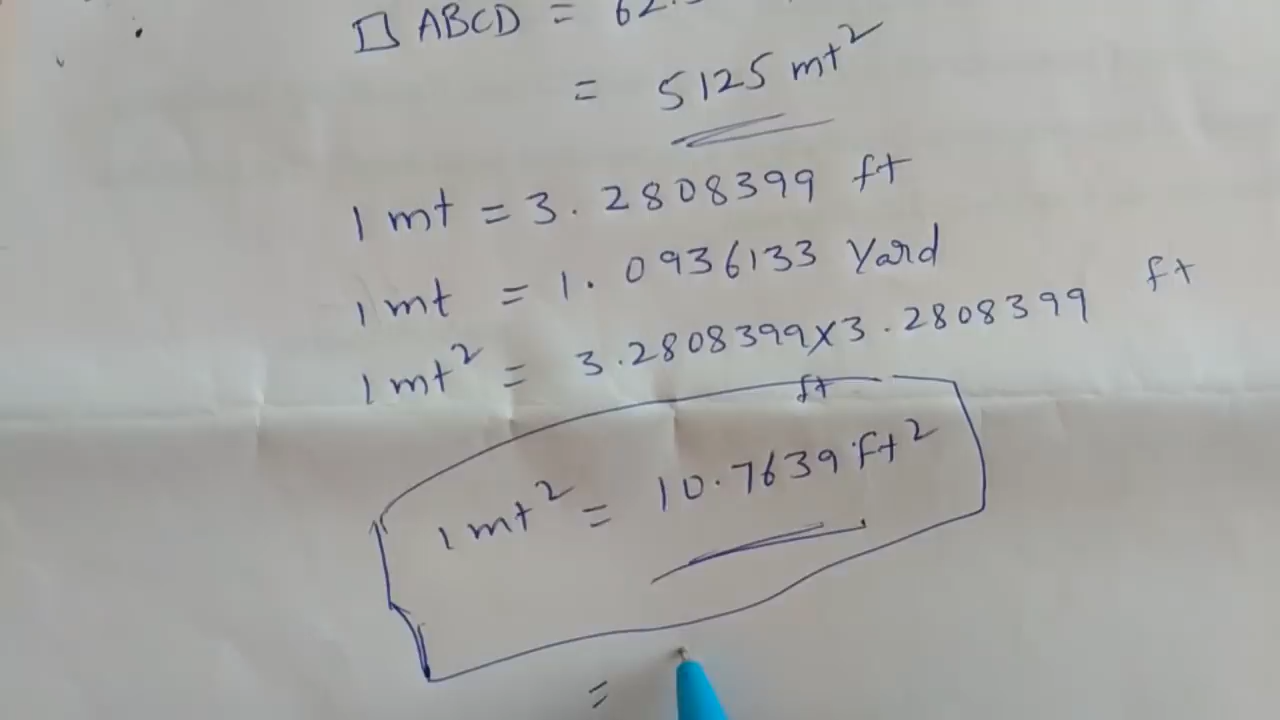 ABCD = 62.
= 5125 mt²
1 mt = 3.2808399 ft
1 mt = 1.0936133 Yard
1 mt² = 3.2808399x3.2808399 ft
ft
1 mt² = 10.7639 ft²
=